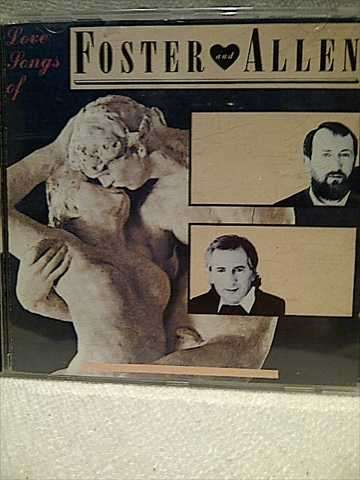 Love
Songs
of
FOSTER and ALLEN